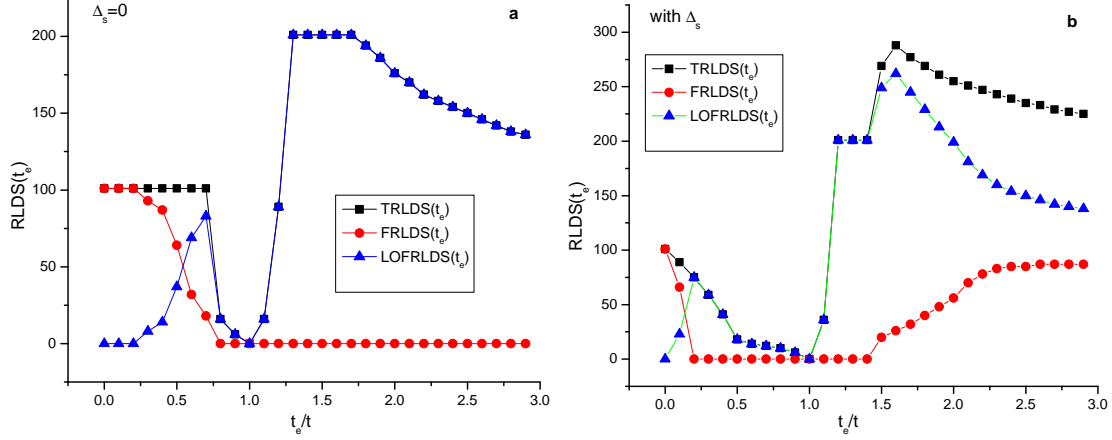 Δs=0
a
RLDS(te)
200
150
100
50
0
TRLDS(te)
FRLDS(te)
LOFRLDS(te)
0.0 0.5 1.0 1.5 2.0 2.5 3.0
te/t
with Δs
b
RLDS(te)
300
250
200
150
100
50
0
TRLDS(te)
FRLDS(te)
LOFRLDS(te)
0.0 0.5 1.0 1.5 2.0 2.5 3.0
te/t